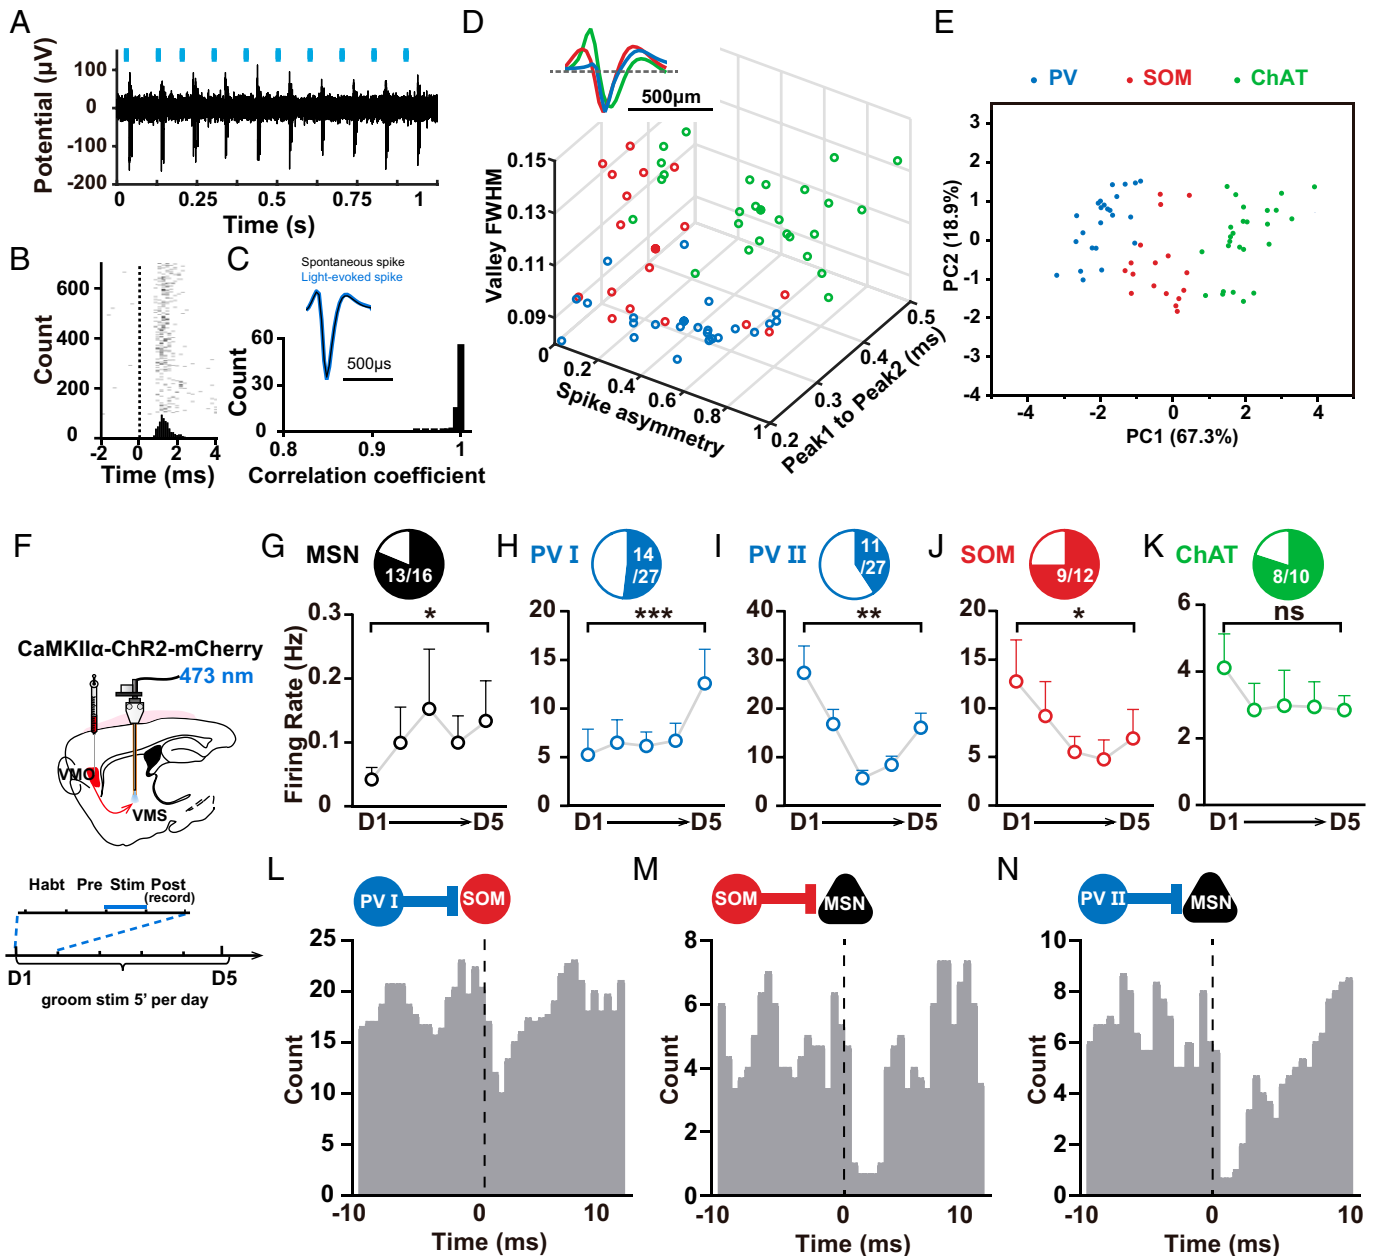 A
Potential (μV)
100
0
-100
-200
0
0.25
0.5
0.75
1
Time (s)
B
Count
600
400
200
0
-2
0
2
4
Time (ms)
C
Spontaneous spike
Light-evoked spike
500μs
Count
60
30
0
0.8
0.9
1
Correlation coefficient
D
500μm
Valley FWHM
0.15
0.13
0.11
0.09
0
0.2
0.4
0.6
0.8
1
Spike asymmetry
0.2
0.3
0.4
0.5
Peak1 to Peak2 (ms)
E
PV
SOM
ChAT
PC2 (18.9%)
3
2
1
0
-1
-2
-3
-4
-4
-2
0
2
4
PC1 (67.3%)
F
CaMKIIα-ChR2-mCherry
473 nm
VMO
VMS
Habt Pre Stim Post
(record)
D1
D5
groom stim 5' per day
G
MSN
13/16
Firing Rate (Hz)
0.3
0.2
0.1
0
*
D1
D5
H
PV I
14
/27
20
15
10
5
0
***
D1
D5
I
PV II
11
/27
40
30
20
10
0
**
D1
D5
J
SOM
9/12
20
15
10
5
0
*
D1
D5
K
ChAT
8/10
6
4
2
0
ns
D1
D5
L
PV I
SOM
Count
25
20
15
10
5
0
-10
0
10
Time (ms)
M
SOM
MSN
Count
8
6
4
2
0
-10
0
10
Time (ms)
N
PV II
MSN
Count
10
8
6
4
2
0
-10
0
10
Time (ms)